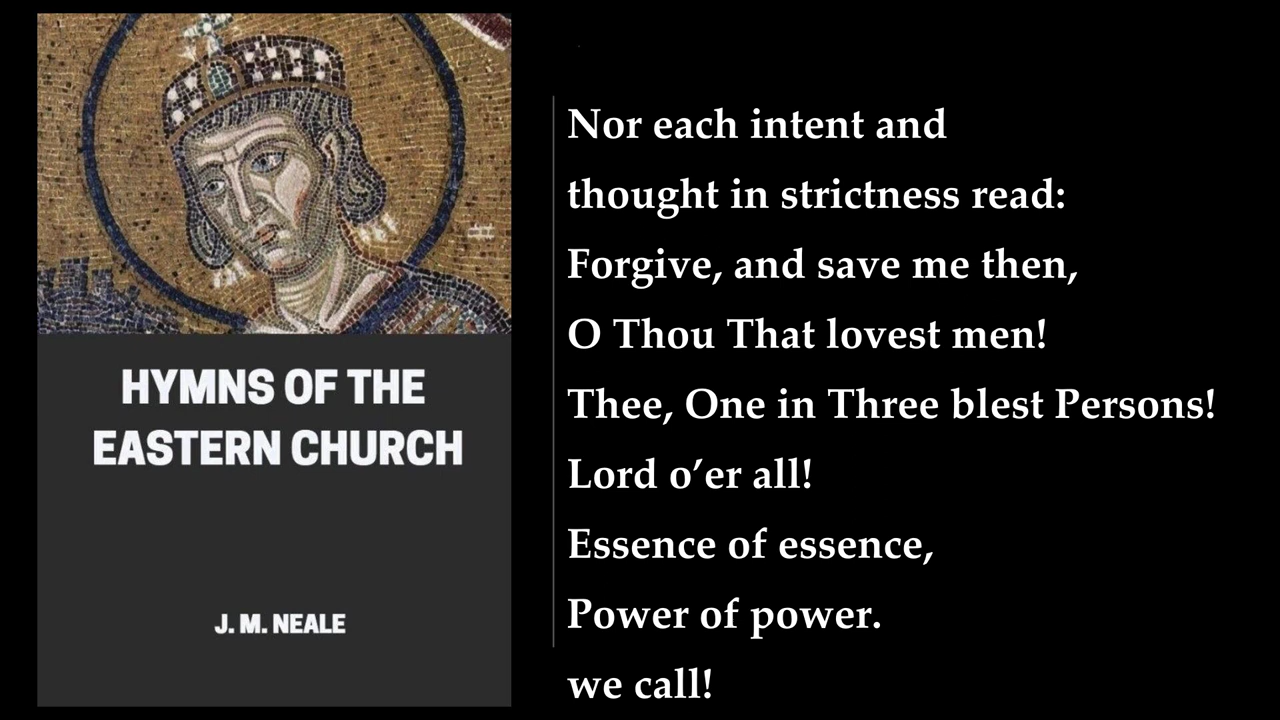 HYMNS OF THE
EASTERN CHURCH
J. M. NEALE
Nor each intent and
thought in strictness read:
Forgive, and save me then,
O Thou That lovest men!
Thee, One in Three blest Persons!
Lord o’er all!
Essence of essence,
Power of power.
we call!